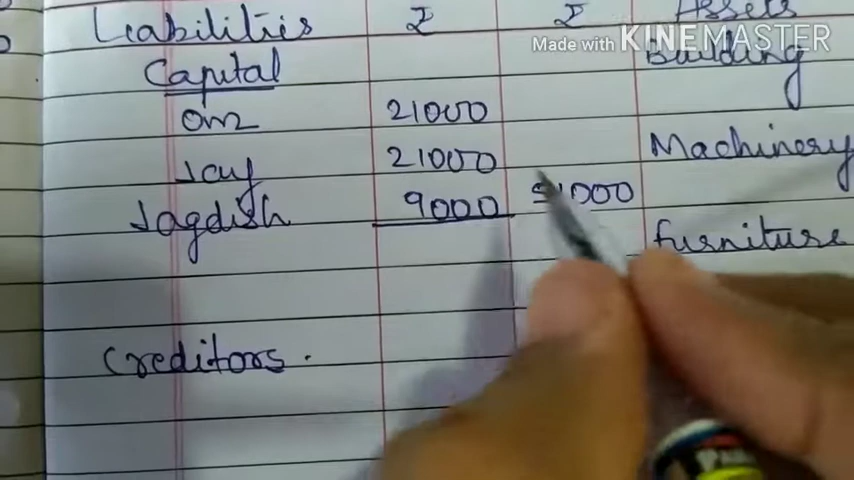 Liabilities ₹ ₹ Assets
Made with KINEMASTER
Capital Building
Om 21000
Jay 21000 Machinery
Jagdish 9000 51000
furniture
Creditors.